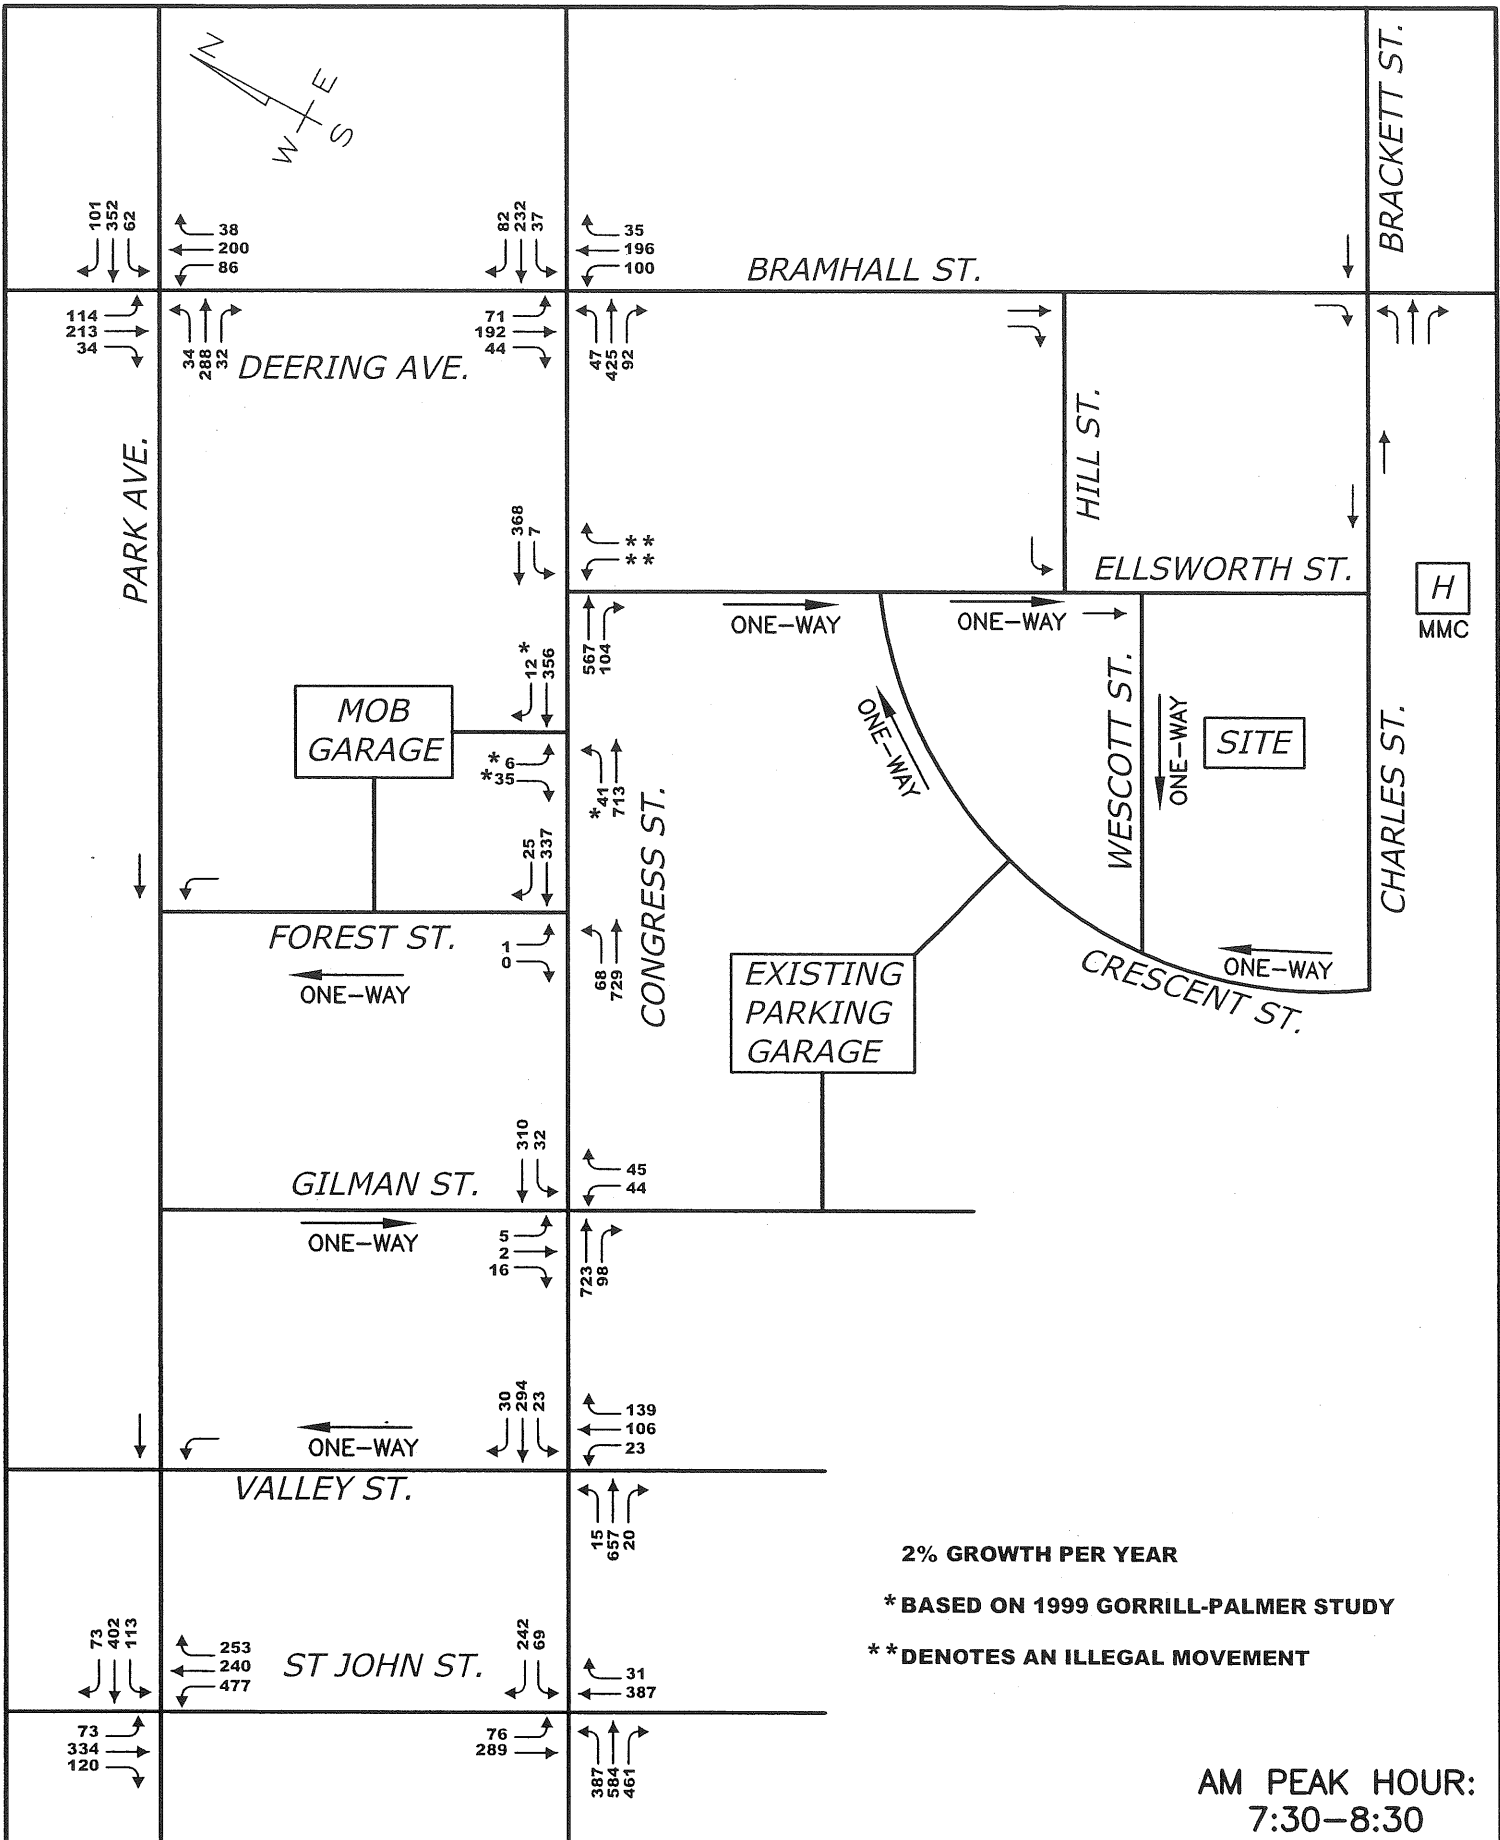 N
E
W
S
BRACKETT ST.
101
352
62
38
200
86
82
232
37
35
196
100
BRAMHALL ST.
114
213
34
34
288
32
DEERING AVE.
71
192
44
47
425
92
PARK AVE.
HILL ST.
368
7
**
**
ELLSWORTH ST.
H
MMC
ONE-WAY
ONE-WAY
567
104
12*
356
MOB
GARAGE
*6
*35
*41
713
ONE-WAY
WESCOTT ST.
ONE-WAY
SITE
CHARLES ST.
CONGRESS ST.
25
337
FOREST ST.
ONE-WAY
1
0
68
729
EXISTING
PARKING
GARAGE
CRESCENT ST.
ONE-WAY
310
32
45
44
GILMAN ST.
ONE-WAY
5
2
16
723
98
30
294
23
139
106
23
ONE-WAY
VALLEY ST.
15
657
20
2% GROWTH PER YEAR
*BASED ON 1999 GORRILL-PALMER STUDY
**DENOTES AN ILLEGAL MOVEMENT
73
402
113
253
240
477
ST JOHN ST.
242
69
31
387
73
334
120
76
289
387
584
461
AM PEAK HOUR:
7:30-8:30